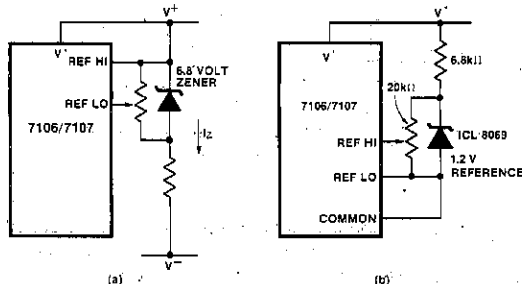 V+
V+
REF HI
6.8 VOLT
ZENER
REF LO
7106/7107
IZ
V−
(a)
V+
V+
6.8kΩ
20kΩ
7106/7107
REF HI
ICL 8069
1.2 V
REFERENCE
REF LO
COMMON
(b)